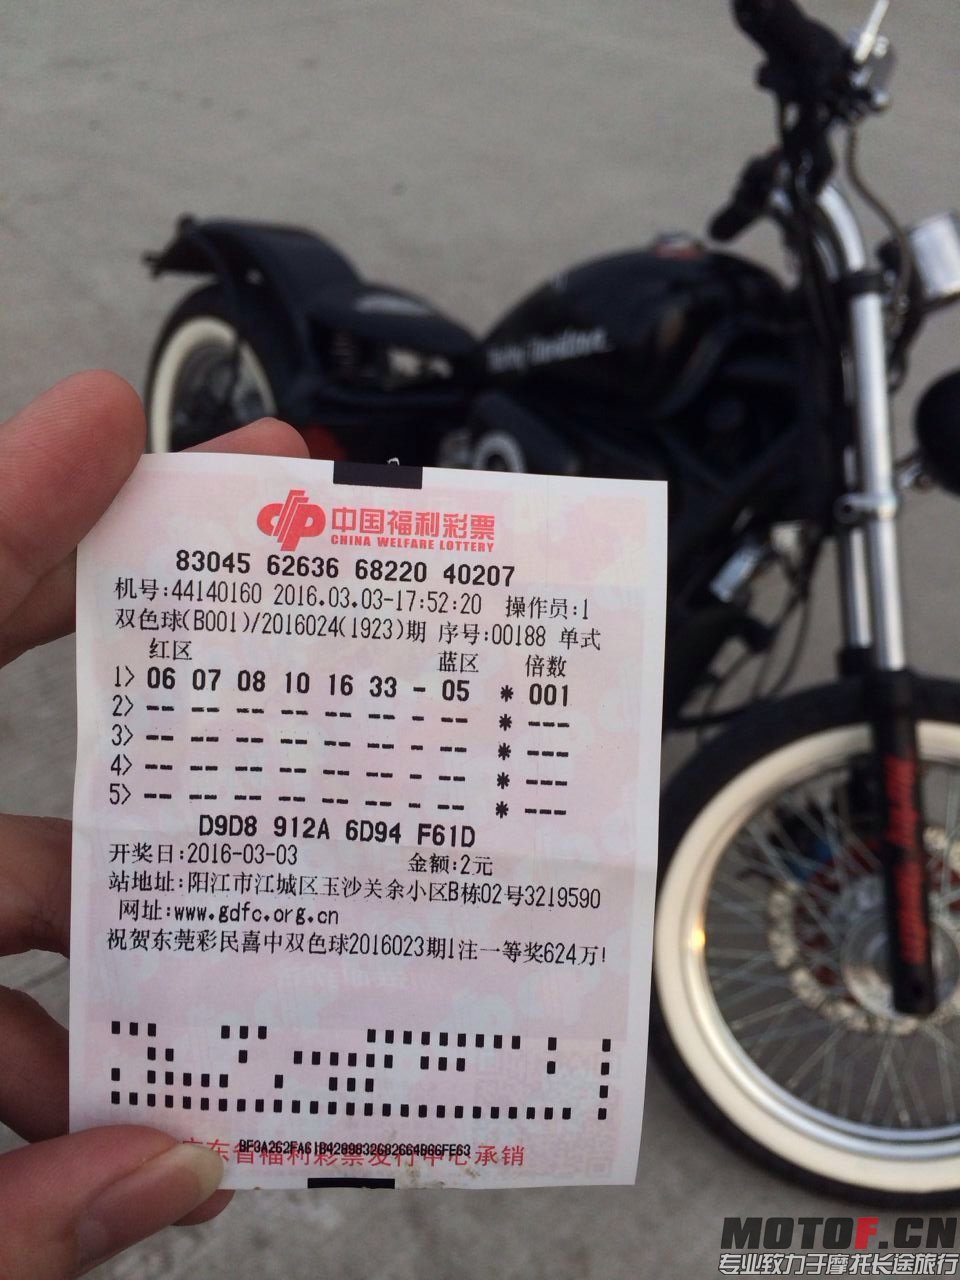 Harley-Davidson
中国福利彩票
CHINA WELFARE LOTTERY
83045 62636 68220 40207
机号:44140160 2016.03.03-17:52:20 操作员:1
双色球(B001)/2016024(1923)期 序号:00188 单式
红区 蓝区 倍数
1> 06 07 08 10 16 33 - 05 * 001
2> -- -- -- -- -- -- - -- * ---
3> -- -- -- -- -- -- - -- * ---
4> -- -- -- -- -- -- - -- * ---
5> -- -- -- -- -- -- - -- * ---
D9D8 912A 6D94 F61D
开奖日:2016-03-03 金额:2元
站地址:阳江市江城区玉沙关余小区B栋02号3219590
网址:www.gdfc.org.cn
祝贺东莞彩民喜中双色球2016023期1注一等奖624万!
广东省福利彩票发行中心承销
MOTOF.CN
专业致力于摩托长途旅行